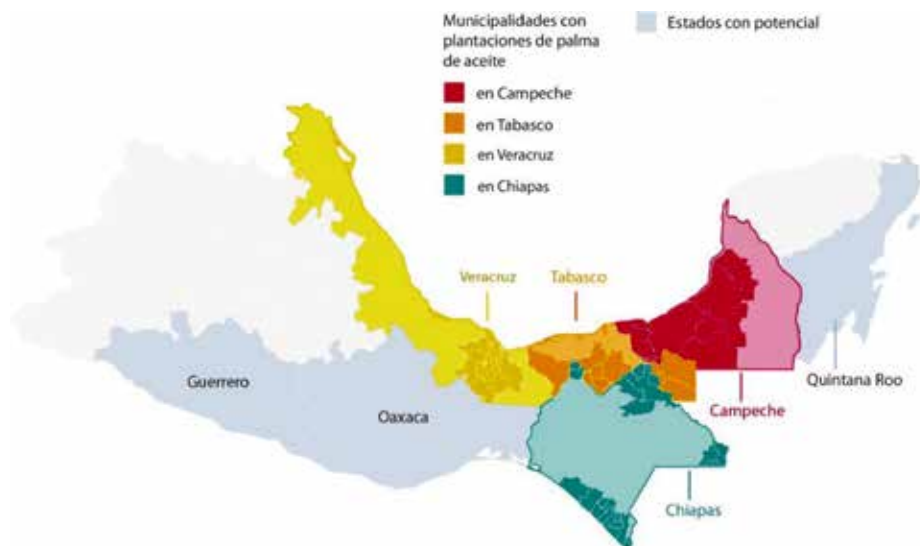 Municipalidades con
plantaciones de palma
de aceite
en Campeche
en Tabasco
en Veracruz
en Chiapas
Estados con potencial
Veracruz
Tabasco
Guerrero
Oaxaca
Quintana Roo
Campeche
Chiapas